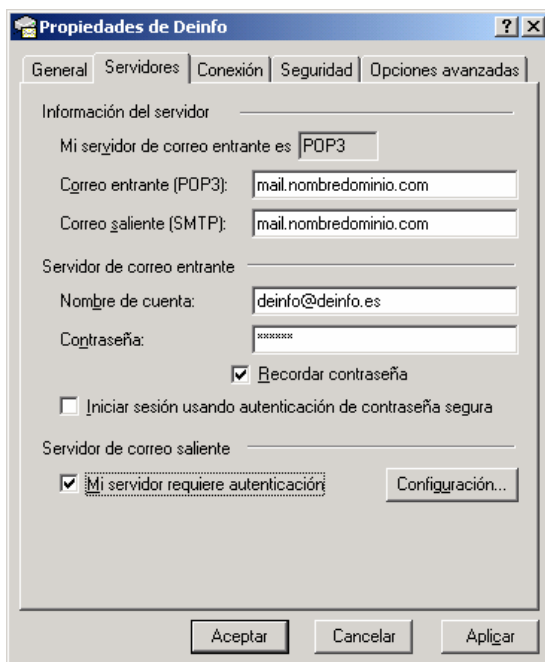 Propiedades de Deinfo
General Servidores Conexión Seguridad Opciones avanzadas
Información del servidor
Mi servidor de correo entrante es POP3
Correo entrante (POP3): mail.nombredominio.com
Correo saliente (SMTP): mail.nombredominio.com
Servidor de correo entrante
Nombre de cuenta: deinfo@deinfo.es
Contraseña: ******
Recordar contraseña
Iniciar sesión usando autenticación de contraseña segura
Servidor de correo saliente
Mi servidor requiere autenticación Configuración...
Aceptar Cancelar Aplicar